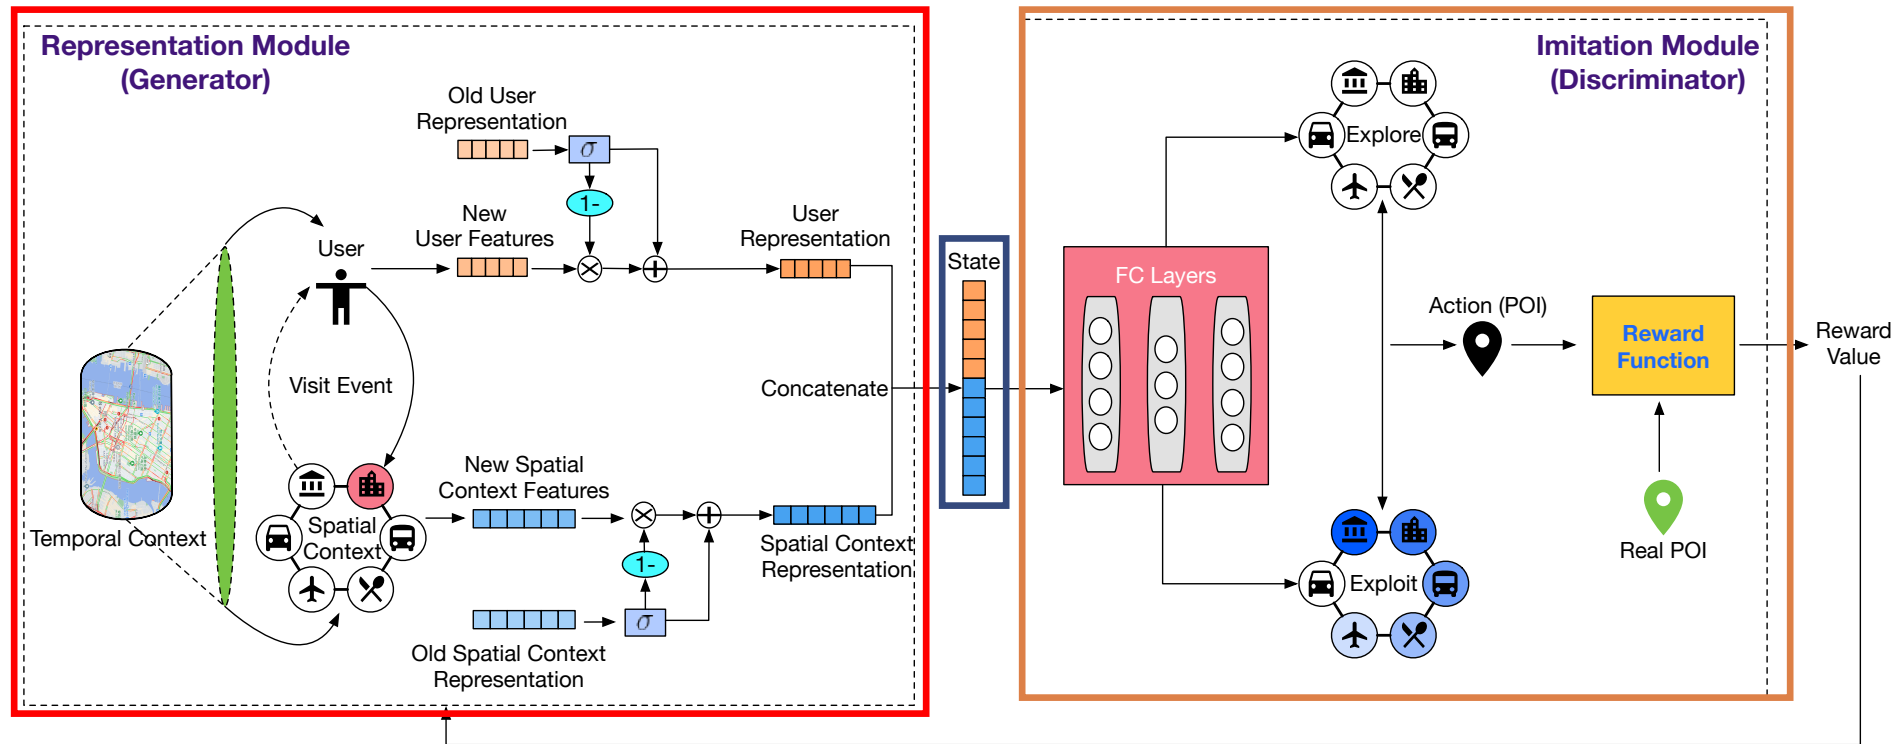 Representation Module
(Generator)
Old User
Representation
σ
1-
New
User Features
User
Representation
User
Visit Event
Temporal Context
Spatial
Context
New Spatial
Context Features
Concatenate
1-
σ
Spatial Context
Representation
Old Spatial Context
Representation
State
Imitation Module
(Discriminator)
FC Layers
Explore
Exploit
Action (POI)
Reward
Function
Real POI
Reward
Value